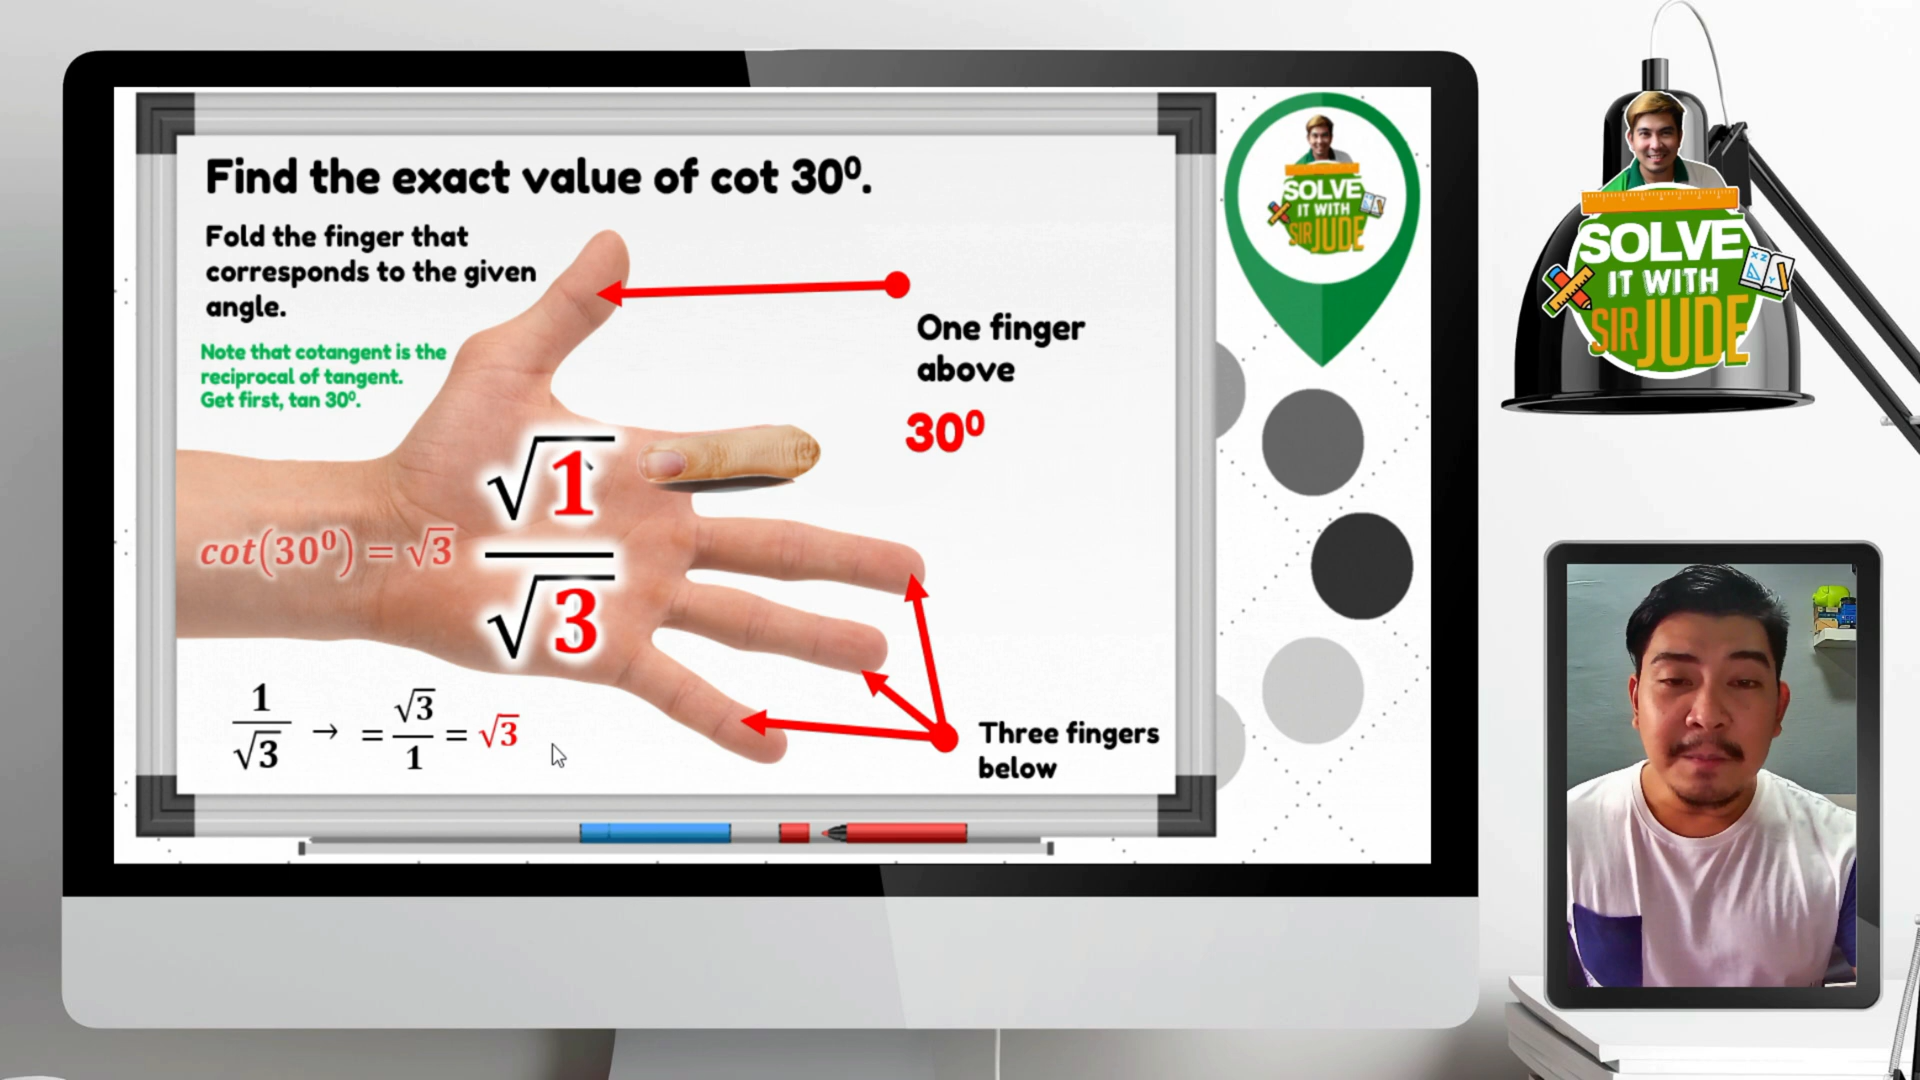 Find the exact value of cot 30⁰.
Fold the finger that
corresponds to the given
angle.
Note that cotangent is the
reciprocal of tangent.
Get first, tan 30⁰.
One finger
above
30⁰
√1
√3
cot(30⁰) = √3
1/√3 → = √3/1 = √3
Three fingers
below
SOLVE
IT WITH
SIR JUDE
SOLVE
IT WITH
SIR JUDE